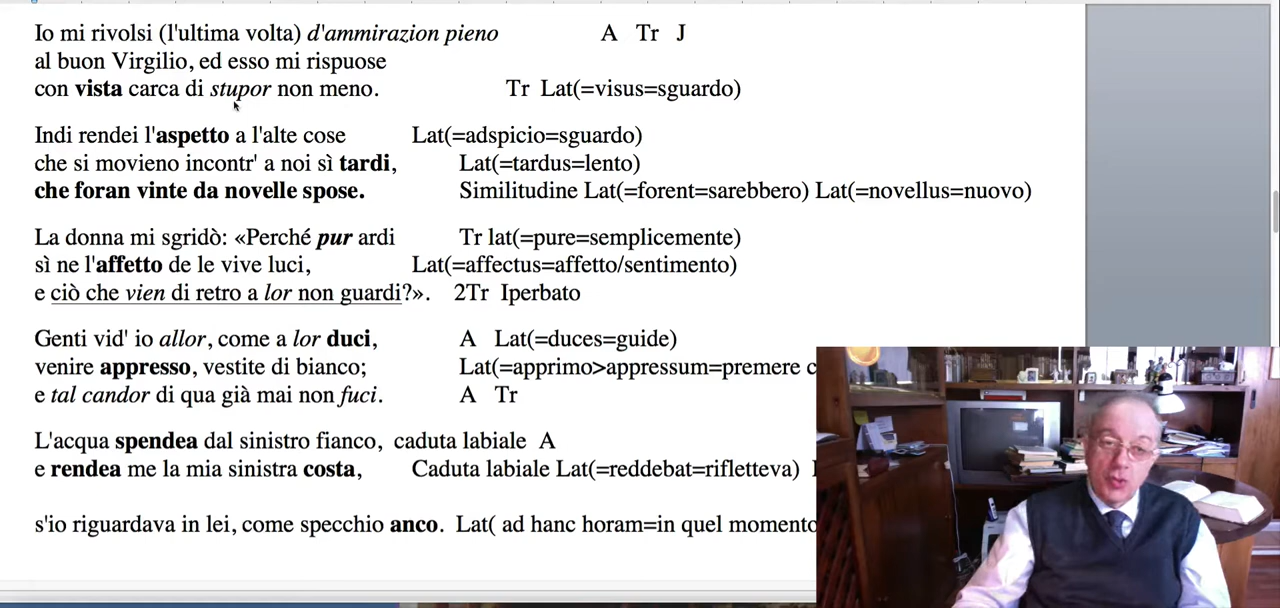 Io mi rivolsi (l'ultima volta) d'ammirazion pieno A Tr J
al buon Virgilio, ed esso mi rispuose
con vista carca di stupor non meno. Tr Lat(=visus=sguardo)
Indi rendei l'aspetto a l'alte cose Lat(=adspicio=sguardo)
che si movieno incontr' a noi sì tardi, Lat(=tardus=lento)
che foran vinte da novelle spose. Similitudine Lat(=forent=sarebbero) Lat(=novellus=nuovo)
La donna mi sgridò: «Perché pur ardi Tr lat(=pure=semplicemente)
sì ne l'affetto de le vive luci, Lat(=affectus=affetto/sentimento)
e ciò che vien di retro a lor non guardi?». 2Tr Iperbato
Genti vid' io allor, come a lor duci, A Lat(=duces=guide)
venire appresso, vestite di bianco; Lat(=apprimo>appressum=premere c
e tal candor di qua già mai non fuci. A Tr
L'acqua spendea dal sinistro fianco, caduta labiale A
e rendea me la mia sinistra costa, Caduta labiale Lat(=reddebat=rifletteva)
s'io riguardava in lei, come specchio anco. Lat( ad hanc horam=in quel momento